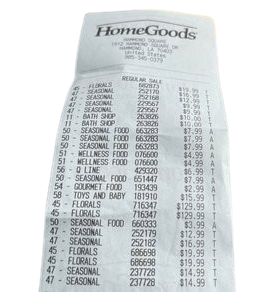 HomeGoods
HAMMOND SQUARE
1912 HAMMOND SQUARE DR
HAMMOND, LA 70403
United States
985-345-0379
REGULAR SALE
45 - FLORALS 682873 $19.99 T
47 - SEASONAL 252170 $16.99 T
47 - SEASONAL 252168 $12.99 T
47 - SEASONAL 229567 $9.99 T
47 - SEASONAL 229567 $9.99 T
11 - BATH SHOP 263826 $10.00 T
11 - BATH SHOP 263826 $10.00 T
50 - SEASONAL FOOD 663283 $7.99 A
50 - SEASONAL FOOD 663283 $7.99 A
50 - SEASONAL FOOD 663283 $7.99 A
51 - WELLNESS FOOD 076600 $4.99 A
51 - WELLNESS FOOD 076600 $4.99 A
56 - Q LINE 429320 $6.99 T
50 - SEASONAL FOOD 651447 $7.99 A
54 - GOURMET FOOD 193439 $2.99 A
58 - TOYS AND BABY 181910 $15.99 T
45 - FLORALS 716347 $129.99 T
45 - FLORALS 716347 $129.99 T
50 - SEASONAL FOOD 660333 $3.99 A
47 - SEASONAL 252179 $12.99 T
47 - SEASONAL 252182 $16.99 T
45 - FLORALS 686698 $19.99 T
45 - FLORALS 686698 $19.99 T
47 - SEASONAL 237728 $14.99 T
47 - SEASONAL 237728 $14.99 T